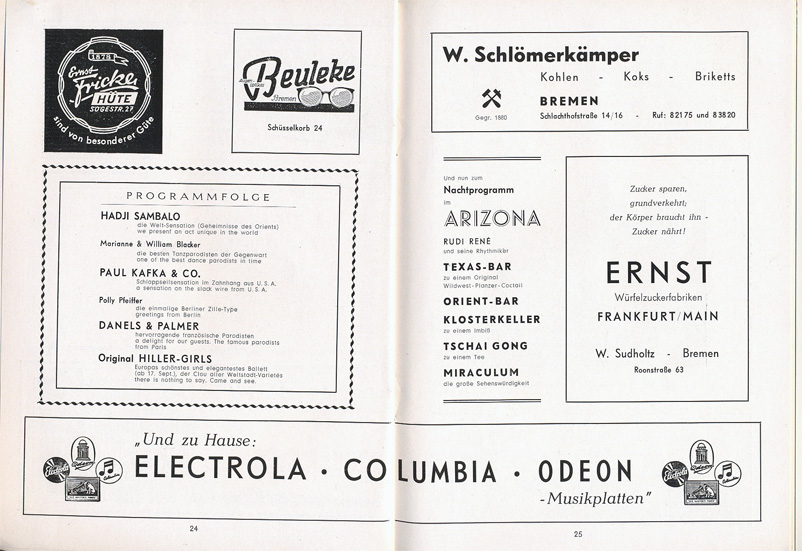 1878
Ernst
Fricke
HÜTE
SÖGESTR. 27
sind von besonderer Güte
Beuleke
Bremen
Schüsselkorb 24
PROGRAMMFOLGE
HADJI SAMBALO
die Welt-Sensation (Geheimnisse des Orients)
we present an act unique in the world
Marianne & William Blacker
die besten Tanzparodisten der Gegenwart
one of the best dance parodists in time
PAUL KAFKA & CO.
Schlappseilsensation im Zahnhang aus U. S. A.
a sensation on the slack wire from U. S. A.
Polly Pfeiffer
die einmalige Berliner Zille-Type
greetings from Berlin
DANELS & PALMER
hervorragende französische Parodisten
a delight for our guests. The famous parodists
from Paris
Original HILLER-GIRLS
Europas schönstes und elegantestes Ballett
(ab 17. Sept.), der Clou aller Weltstadt-Varietés
there is nothing to say. Came and see.
W. Schlömerkämper
Kohlen - Koks - Briketts
Gegr. 1880
BREMEN
Schlachthofstraße 14/16 - Ruf: 82175 und 83820
Und nun zum
Nachtprogramm
im
ARIZONA
RUDI RENÉ
und seine Rhythmiker
TEXAS-BAR
zu einem Original
Wildwest-Planzer-Coctail
ORIENT-BAR
KLOSTERKELLER
zu einem Imbiß
TSCHAI GONG
zu einem Tee
MIRACULUM
die große Sehenswürdigkeit
Zucker sparen,
grundverkehrt;
der Körper braucht ihn -
Zucker nährt!
ERNST
Würfelzuckerfabriken
FRANKFURT/MAIN
W. Sudholtz - Bremen
Roonstraße 63
„Und zu Hause:
ELECTROLA · COLUMBIA · ODEON
-Musikplatten"
Electrola
Odeon
Columbia
Electrola
Odeon
Columbia
24
25